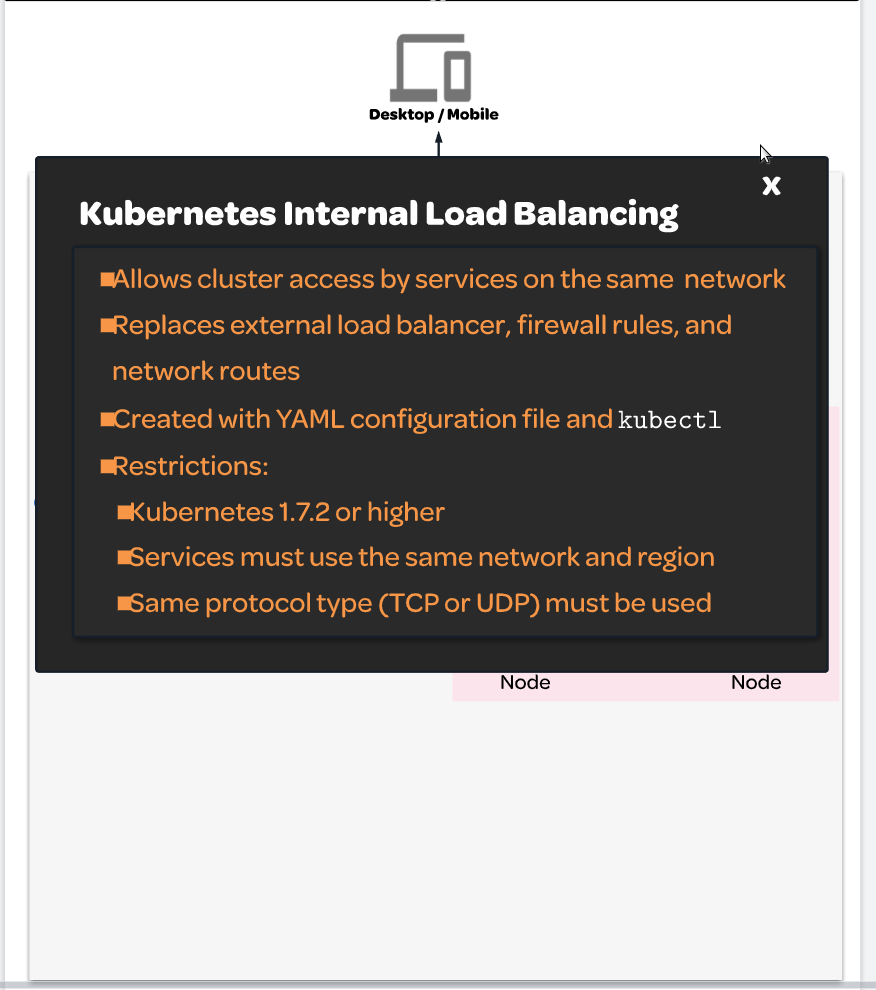 Desktop / Mobile
X
Kubernetes Internal Load Balancing
Allows cluster access by services on the same network
Replaces external load balancer, firewall rules, and
network routes
Created with YAML configuration file and kubectl
Restrictions:
Kubernetes 1.7.2 or higher
Services must use the same network and region
Same protocol type (TCP or UDP) must be used
Node Node